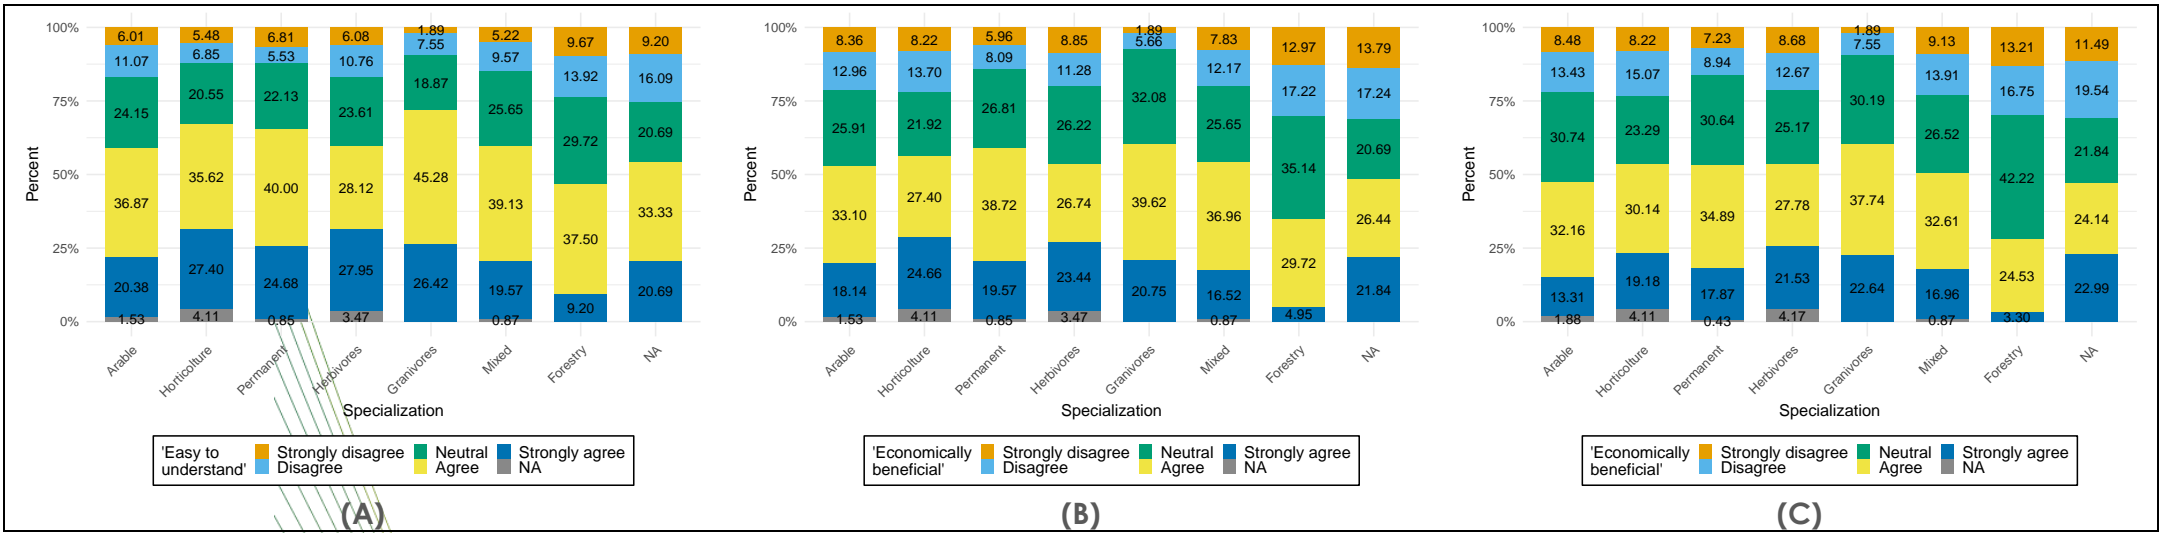 100%
75%
50%
25%
0%
Percent
6.01 5.48 6.81 6.08 1.89 5.22 9.67 9.20
11.07 6.85 5.53 10.76 7.55 9.57 13.92 16.09
24.15 20.55 22.13 23.61 18.87 25.65 29.72 20.69
36.87 35.62 40.00 28.12 45.28 39.13 37.50 33.33
20.38 27.40 24.68 27.95 26.42 19.57 9.20 20.69
1.53 4.11 0.85 3.47 0.87
Arable Horticolture Permanent Herbivores Granivores Mixed Forestry NA
Specialization
'Easy to understand'
Strongly disagree Neutral Strongly agree
Disagree Agree NA
(A)
100%
75%
50%
25%
0%
Percent
8.36 8.22 5.96 8.85 1.89 7.83 12.97 13.79
12.96 13.70 8.09 11.28 5.66 12.17 17.22 17.24
25.91 21.92 26.81 26.22 32.08 25.65 35.14 20.69
33.10 27.40 38.72 26.74 39.62 36.96 29.72 26.44
18.14 24.66 19.57 23.44 20.75 16.52 4.95 21.84
1.53 4.11 0.85 3.47 0.87
Arable Horticolture Permanent Herbivores Granivores Mixed Forestry NA
Specialization
'Economically beneficial'
Strongly disagree Neutral Strongly agree
Disagree Agree NA
(B)
100%
75%
50%
25%
0%
Percent
8.48 8.22 7.23 8.68 1.89 9.13 13.21 11.49
13.43 15.07 8.94 12.67 7.55 13.91 16.75 19.54
30.74 23.29 30.64 25.17 30.19 26.52 42.22 21.84
32.16 30.14 34.89 27.78 37.74 32.61 24.53 24.14
13.31 19.18 17.87 21.53 22.64 16.96 3.30 22.99
1.88 4.11 0.43 4.17 0.87
Arable Horticolture Permanent Herbivores Granivores Mixed Forestry NA
Specialization
'Economically beneficial'
Strongly disagree Neutral Strongly agree
Disagree Agree NA
(C)